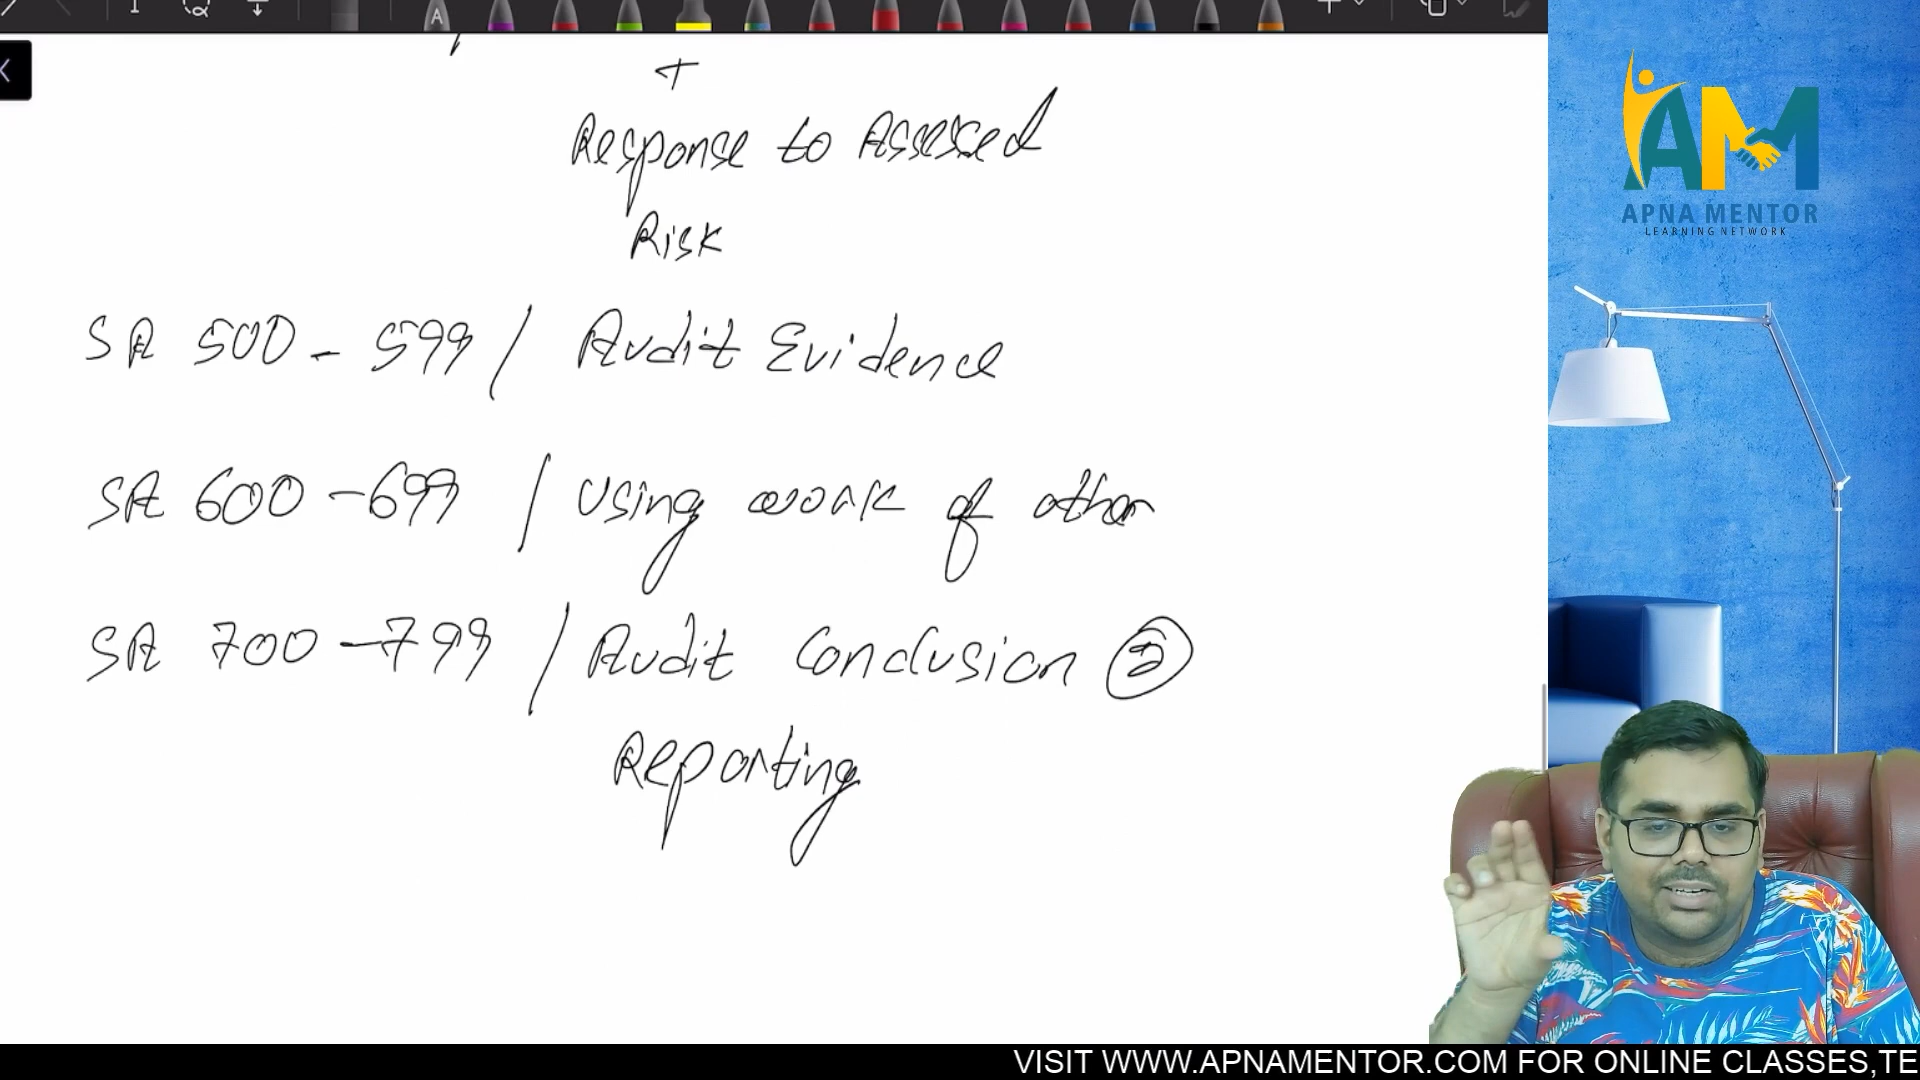 +
Response to Assessed
Risk
SA 500 - 599 / Audit Evidence
SA 600 - 699 / Using work of other
SA 700 - 799 / Audit Conclusion
Reporting
AM
APNA MENTOR
LEARNING NETWORK
VISIT WWW.APNAMENTOR.COM FOR ONLINE CLASSES,TE